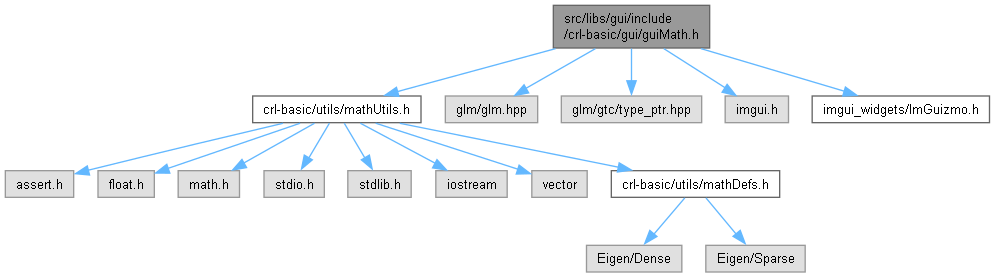 src/libs/gui/include
/crl-basic/gui/guiMath.h
crl-basic/utils/mathUtils.h
glm/glm.hpp
glm/gtc/type_ptr.hpp
imgui.h
imgui_widgets/ImGuizmo.h
assert.h
float.h
math.h
stdio.h
stdlib.h
iostream
vector
crl-basic/utils/mathDefs.h
Eigen/Dense
Eigen/Sparse